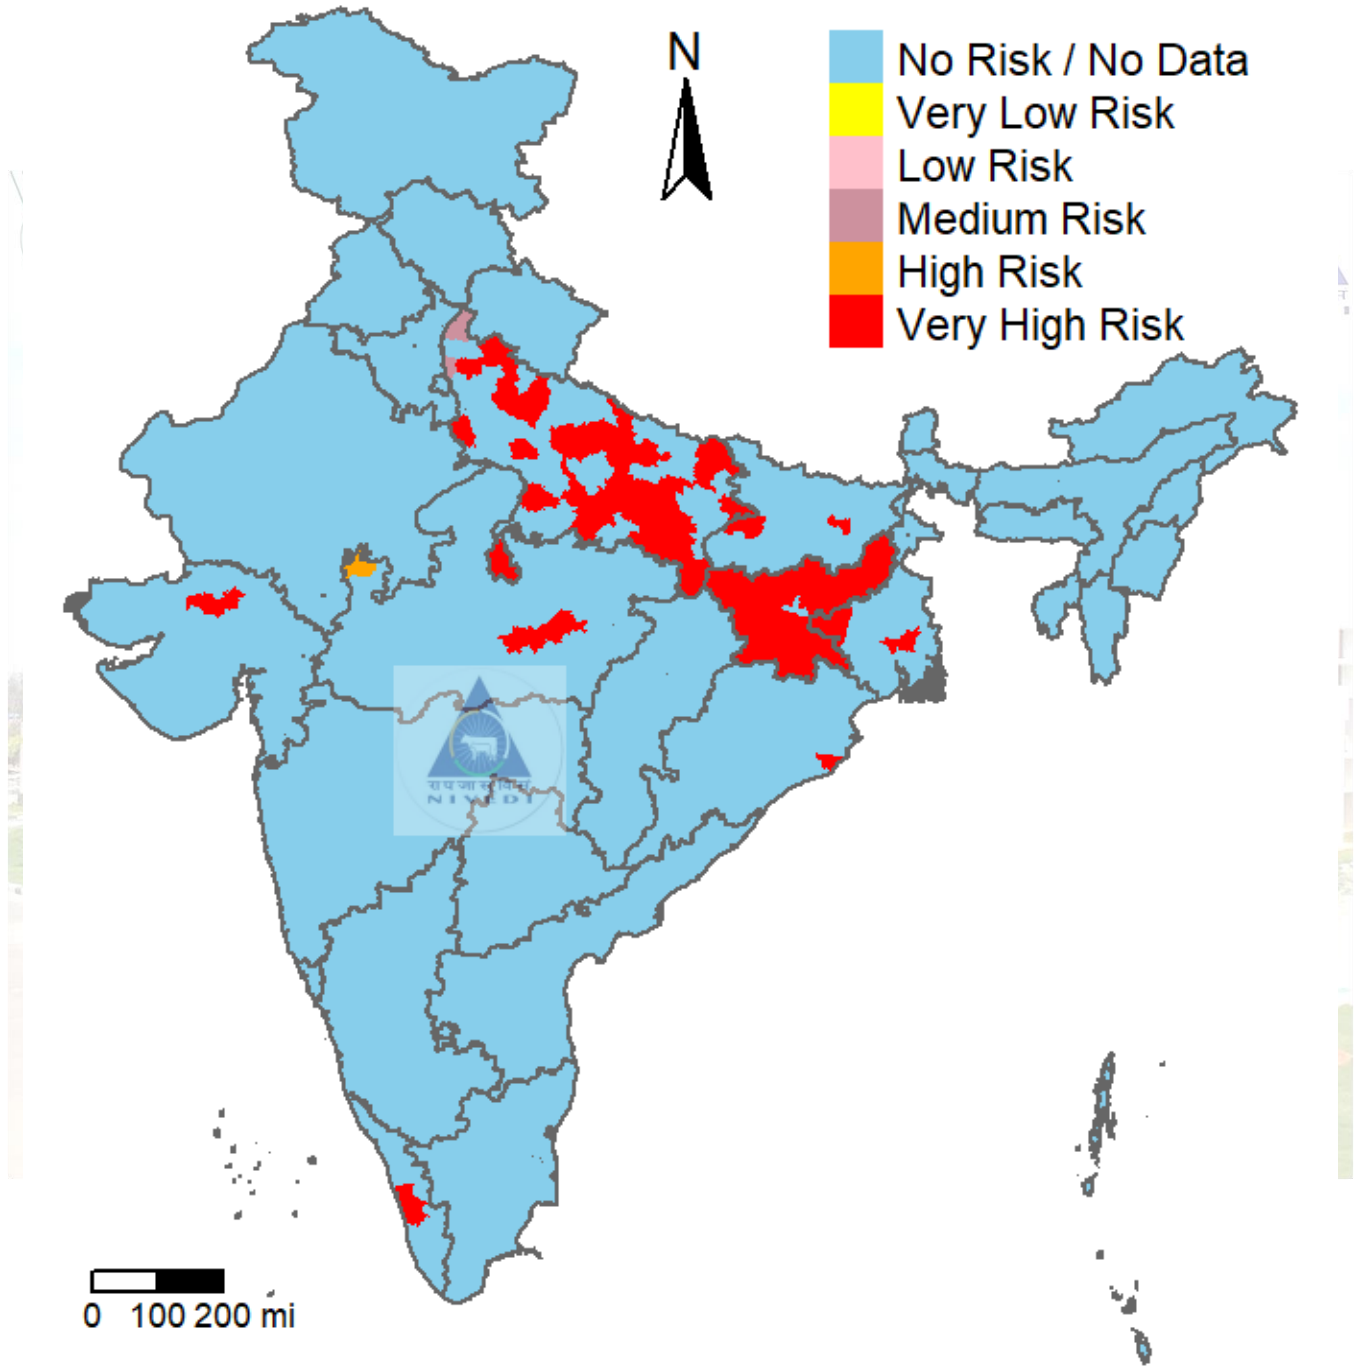 N
No Risk / No Data
Very Low Risk
Low Risk
Medium Risk
High Risk
Very High Risk
NIVEDI
0 100 200 mi